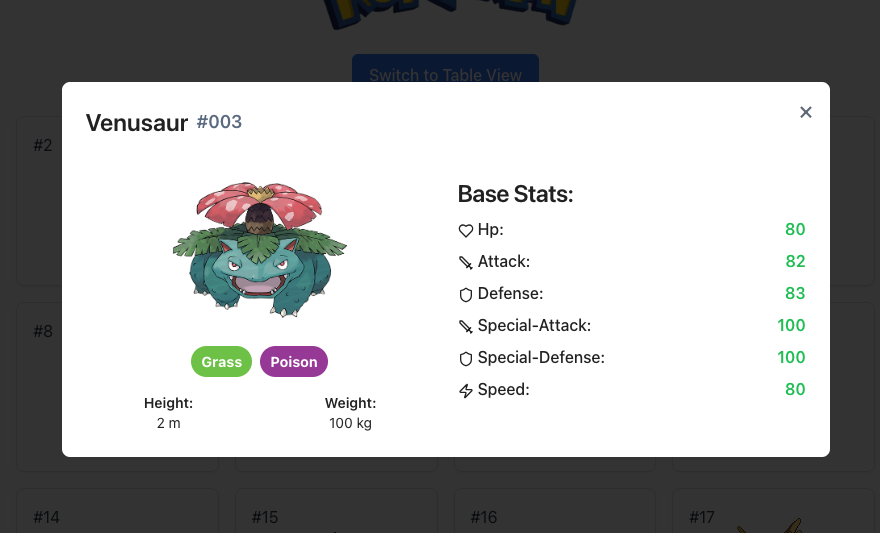 Switch to Table View
Venusaur #003
#2
Base Stats:
Hp: 80
Attack: 82
Defense: 83
#8
Special-Attack: 100
Special-Defense: 100
Grass Poison
Speed: 80
Height: Weight:
2 m 100 kg
#14 #15 #16 #17